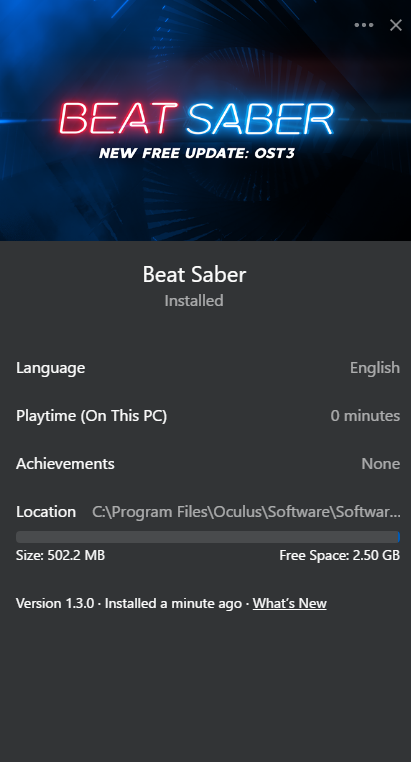 BEAT SABER
NEW FREE UPDATE: OST3
Beat Saber
Installed
Language English
Playtime (On This PC) 0 minutes
Achievements None
Location C:\Program Files\Oculus\Software\Softwar...
Size: 502.2 MB Free Space: 2.50 GB
Version 1.3.0 · Installed a minute ago · What's New